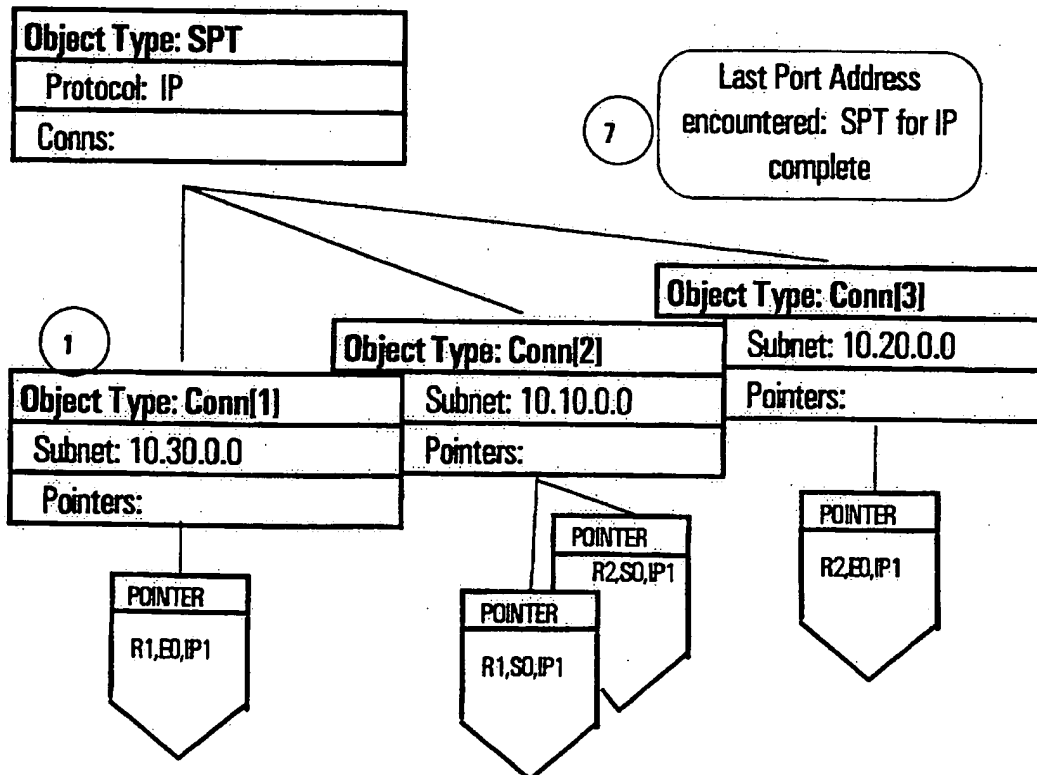 Object Type: SPT
Protocol: IP
Conns:
7
Last Port Address
encountered: SPT for IP
complete
1
Object Type: Conn[1]
Subnet: 10.30.0.0
Pointers:
Object Type: Conn[2]
Subnet: 10.10.0.0
Pointers:
Object Type: Conn[3]
Subnet: 10.20.0.0
Pointers:
POINTER
R1,E0,IP1
POINTER
R1,S0,IP1
POINTER
R2,S0,IP1
POINTER
R2,E0,IP1